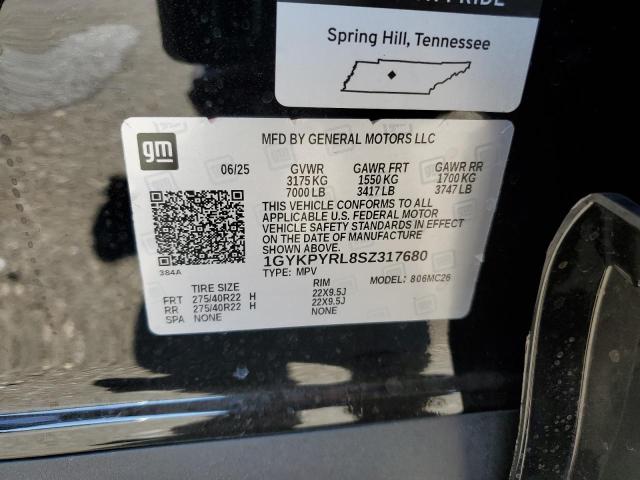 RIDE
Spring Hill, Tennessee
gm
MFD BY GENERAL MOTORS LLC
06/25 GVWR GAWR FRT GAWR RR
3175 KG 1550 KG 1700 KG
7000 LB 3417 LB 3747 LB
THIS VEHICLE CONFORMS TO ALL
APPLICABLE U.S. FEDERAL MOTOR
VEHICLE SAFETY STANDARDS IN EFFECT
ON THE DATE OF MANUFACTURE
SHOWN ABOVE.
1GYKPYRL8SZ317680
384A
TYPE: MPV MODEL: 806MC26
TIRE SIZE RIM
FRT 275/40R22 H 22X9.5J
RR 275/40R22 H 22X9.5J
SPA NONE NONE